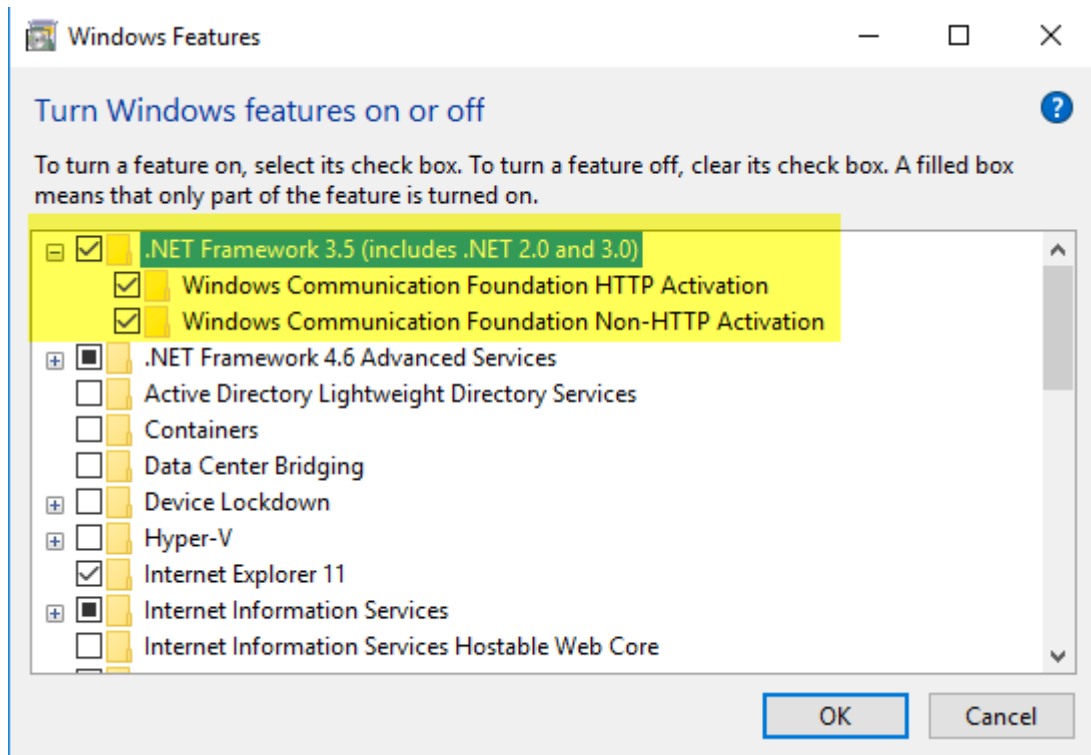 Windows Features
Turn Windows features on or off
?
To turn a feature on, select its check box. To turn a feature off, clear its check box. A filled box
means that only part of the feature is turned on.
.NET Framework 3.5 (includes .NET 2.0 and 3.0)
Windows Communication Foundation HTTP Activation
Windows Communication Foundation Non-HTTP Activation
.NET Framework 4.6 Advanced Services
Active Directory Lightweight Directory Services
Containers
Data Center Bridging
Device Lockdown
Hyper-V
Internet Explorer 11
Internet Information Services
Internet Information Services Hostable Web Core
OK
Cancel